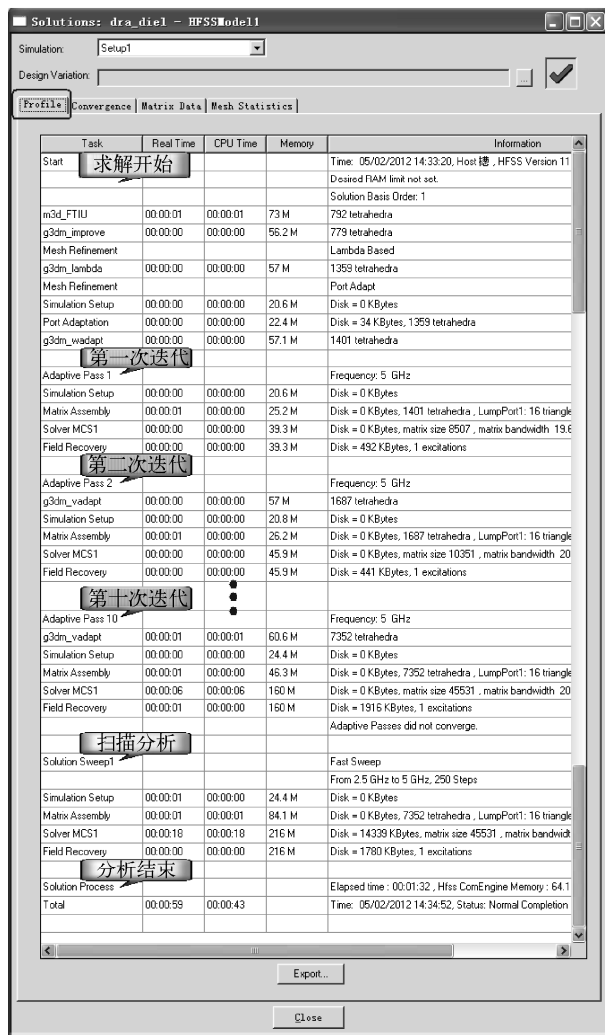 Solutions: dra_diel - HFSSModel1
Simulation: Setup1
Design Variation: ...
Profile Convergence Matrix Data Mesh Statistics
Task Real Time CPU Time Memory Information
Start 求解开始 Time: 05/02/2012 14:33:20, Host 穗, HFSS Version 11
Desired RAM limit not set.
Solution Basis Order: 1
m3d_FTIU 00:00:01 00:00:01 73 M 792 tetrahedra
g3dm_improve 00:00:00 00:00:00 56.2 M 779 tetrahedra
Mesh Refinement Lambda Based
g3dm_lambda 00:00:00 00:00:00 57 M 1359 tetrahedra
Mesh Refinement Port Adapt
Simulation Setup 00:00:00 00:00:00 20.6 M Disk = 0 KBytes
Port Adaptation 00:00:00 00:00:00 22.4 M Disk = 34 KBytes, 1359 tetrahedra
g3dm_wadapt 00:00:00 00:00:00 57.1 M 1401 tetrahedra
第一次迭代
Adaptive Pass 1 Frequency: 5 GHz
Simulation Setup 00:00:00 00:00:00 20.6 M Disk = 0 KBytes
Matrix Assembly 00:00:01 00:00:00 25.2 M Disk = 0 KBytes, 1401 tetrahedra , LumpPort1: 16 triangle
Solver MCS1 00:00:00 00:00:00 39.3 M Disk = 0 KBytes, matrix size 8507 , matrix bandwidth 19.6
Field Recovery 00:00:00 00:00:00 39.3 M Disk = 492 KBytes, 1 excitations
第二次迭代
Adaptive Pass 2 Frequency: 5 GHz
g3dm_vadapt 00:00:00 00:00:00 57 M 1687 tetrahedra
Simulation Setup 00:00:00 00:00:00 20.8 M Disk = 0 KBytes
Matrix Assembly 00:00:01 00:00:00 26.2 M Disk = 0 KBytes, 1687 tetrahedra , LumpPort1: 16 triangle
Solver MCS1 00:00:00 00:00:00 45.9 M Disk = 0 KBytes, matrix size 10351 , matrix bandwidth 20
Field Recovery 00:00:00 00:00:00 45.9 M Disk = 441 KBytes, 1 excitations
第十次迭代
Adaptive Pass 10 Frequency: 5 GHz
g3dm_vadapt 00:00:01 00:00:01 60.6 M 7352 tetrahedra
Simulation Setup 00:00:00 00:00:00 24.4 M Disk = 0 KBytes
Matrix Assembly 00:00:01 00:00:00 46.3 M Disk = 0 KBytes, 7352 tetrahedra , LumpPort1: 16 triangle
Solver MCS1 00:00:06 00:00:06 160 M Disk = 0 KBytes, matrix size 45531 , matrix bandwidth 20
Field Recovery 00:00:01 00:00:00 160 M Disk = 1916 KBytes, 1 excitations
Adaptive Passes did not converge.
扫描分析
Solution Sweep1 Fast Sweep
From 2.5 GHz to 5 GHz, 250 Steps
Simulation Setup 00:00:01 00:00:00 24.4 M Disk = 0 KBytes
Matrix Assembly 00:00:01 00:00:01 84.1 M Disk = 0 KBytes, 7352 tetrahedra , LumpPort1: 16 triangle
Solver MCS1 00:00:18 00:00:18 216 M Disk = 14339 KBytes, matrix size 45531 , matrix bandwidt
Field Recovery 00:00:00 00:00:00 216 M Disk = 1780 KBytes, 1 excitations
分析结束
Solution Process Elapsed time : 00:01:32 , Hfss ComEngine Memory : 64.1
Total 00:00:59 00:00:43 Time: 05/02/2012 14:34:52, Status: Normal Completion
Export...
Close